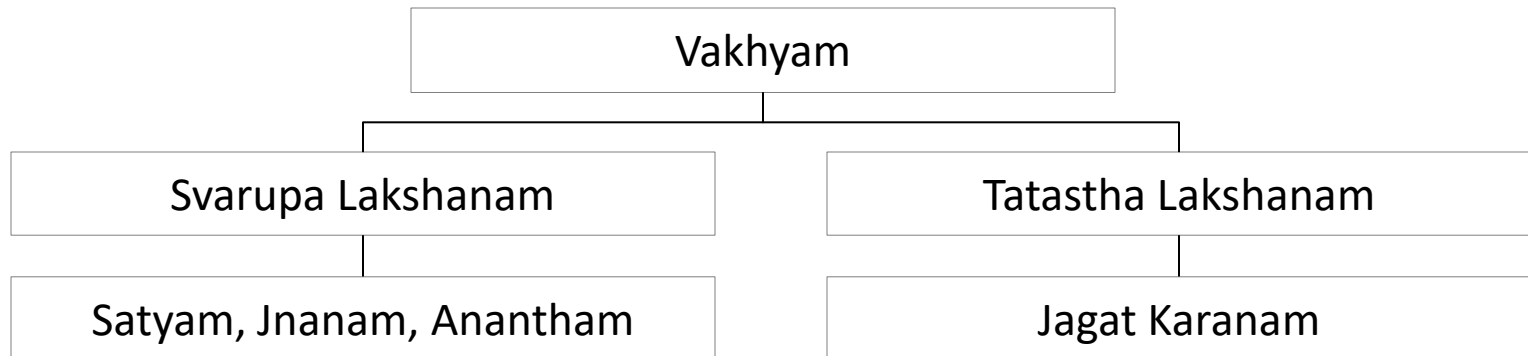 Vakhyam
Svarupa Lakshanam
Tatastha Lakshanam
Satyam, Jnanam, Anantham
Jagat Karanam